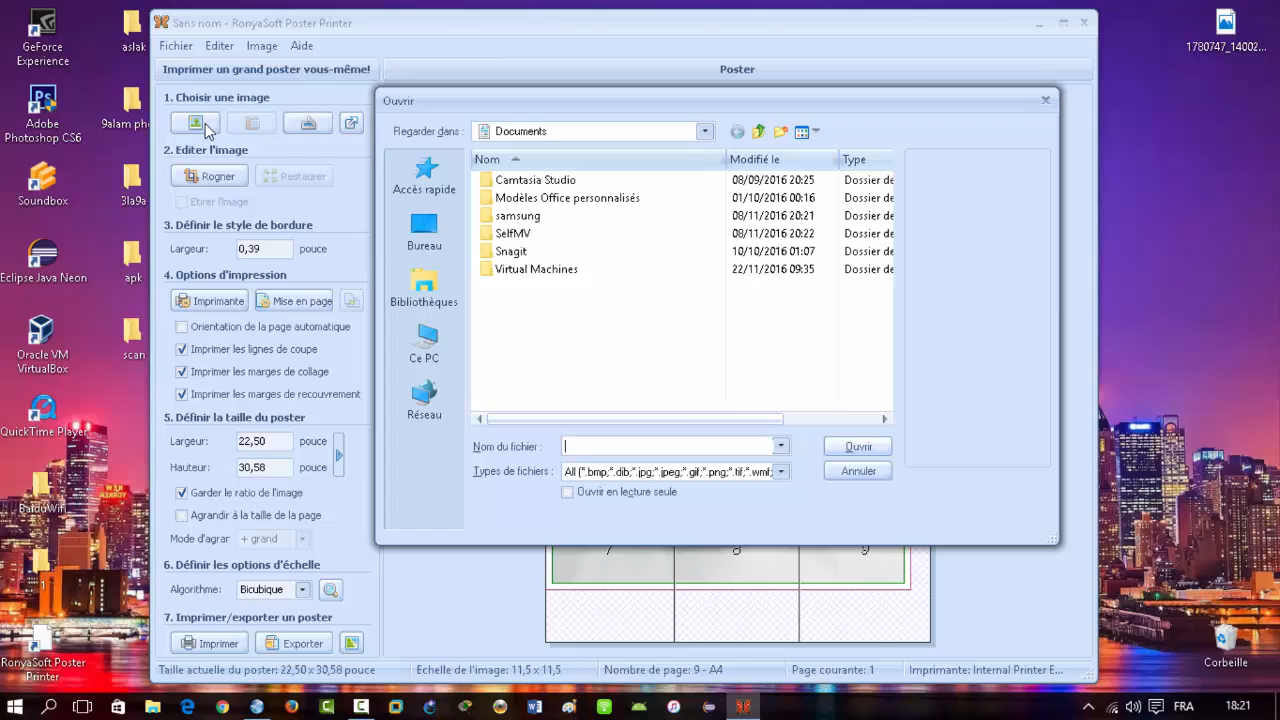 GeForce
Experience
Adobe
Photoshop CS6
Soundbox
Eclipse Java Neon
Oracle VM
VirtualBox
QuickTime Player
BaiduWifi
1
RonyaSoft Poster
Printer
aslak
9alam ph
3la9a
apk
scan
1780747_14002...
Corbeille
Sans nom - RonyaSoft Poster Printer
Fichier Editer Image Aide
Imprimer un grand poster vous-même! Poster
1. Choisir une image
2. Editer l'image
Rogner Restaurer
Etirer l'image
3. Définir le style de bordure
Largeur: 0,39 pouce
4. Options d'impression
Imprimante Mise en page
Orientation de la page automatique
Imprimer les lignes de coupe
Imprimer les marges de collage
Imprimer les marges de recouvrement
5. Définir la taille du poster
Largeur: 22,50 pouce
Hauteur: 30,58 pouce
Garder le ratio de l'image
Agrandir à la taille de la page
Mode d'agrar + grand
6. Définir les options d'échelle
Algorithme: Bicubique
7. Imprimer/exporter un poster
Imprimer Exporter
Ouvrir
Regarder dans: Documents
Accès rapide
Bureau
Bibliothèques
Ce PC
Réseau
Nom Modifié le Type
Camtasia Studio 08/09/2016 20:25 Dossier de
Modèles Office personnalisés 01/10/2016 00:16 Dossier de
samsung 08/11/2016 20:21 Dossier de
SelfMV 08/11/2016 20:22 Dossier de
Snagit 10/10/2016 01:07 Dossier de
Virtual Machines 22/11/2016 09:35 Dossier de
Nom du fichier : Ouvrir
Types de fichiers : All (*.bmp;*.dib;*.jpg;*.jpeg;*.gif;*.png;*.tif;*.wmf; Annuler
Ouvrir en lecture seule
7 8 9
Taille actuelle du poster: 22,50 x 30,58 pouce Echelle de l'image: 11,5 x 11,5 Nombre de page: 9 - A4 Page courante: 1 Imprimante: Internal Printer E...
FRA 18:21